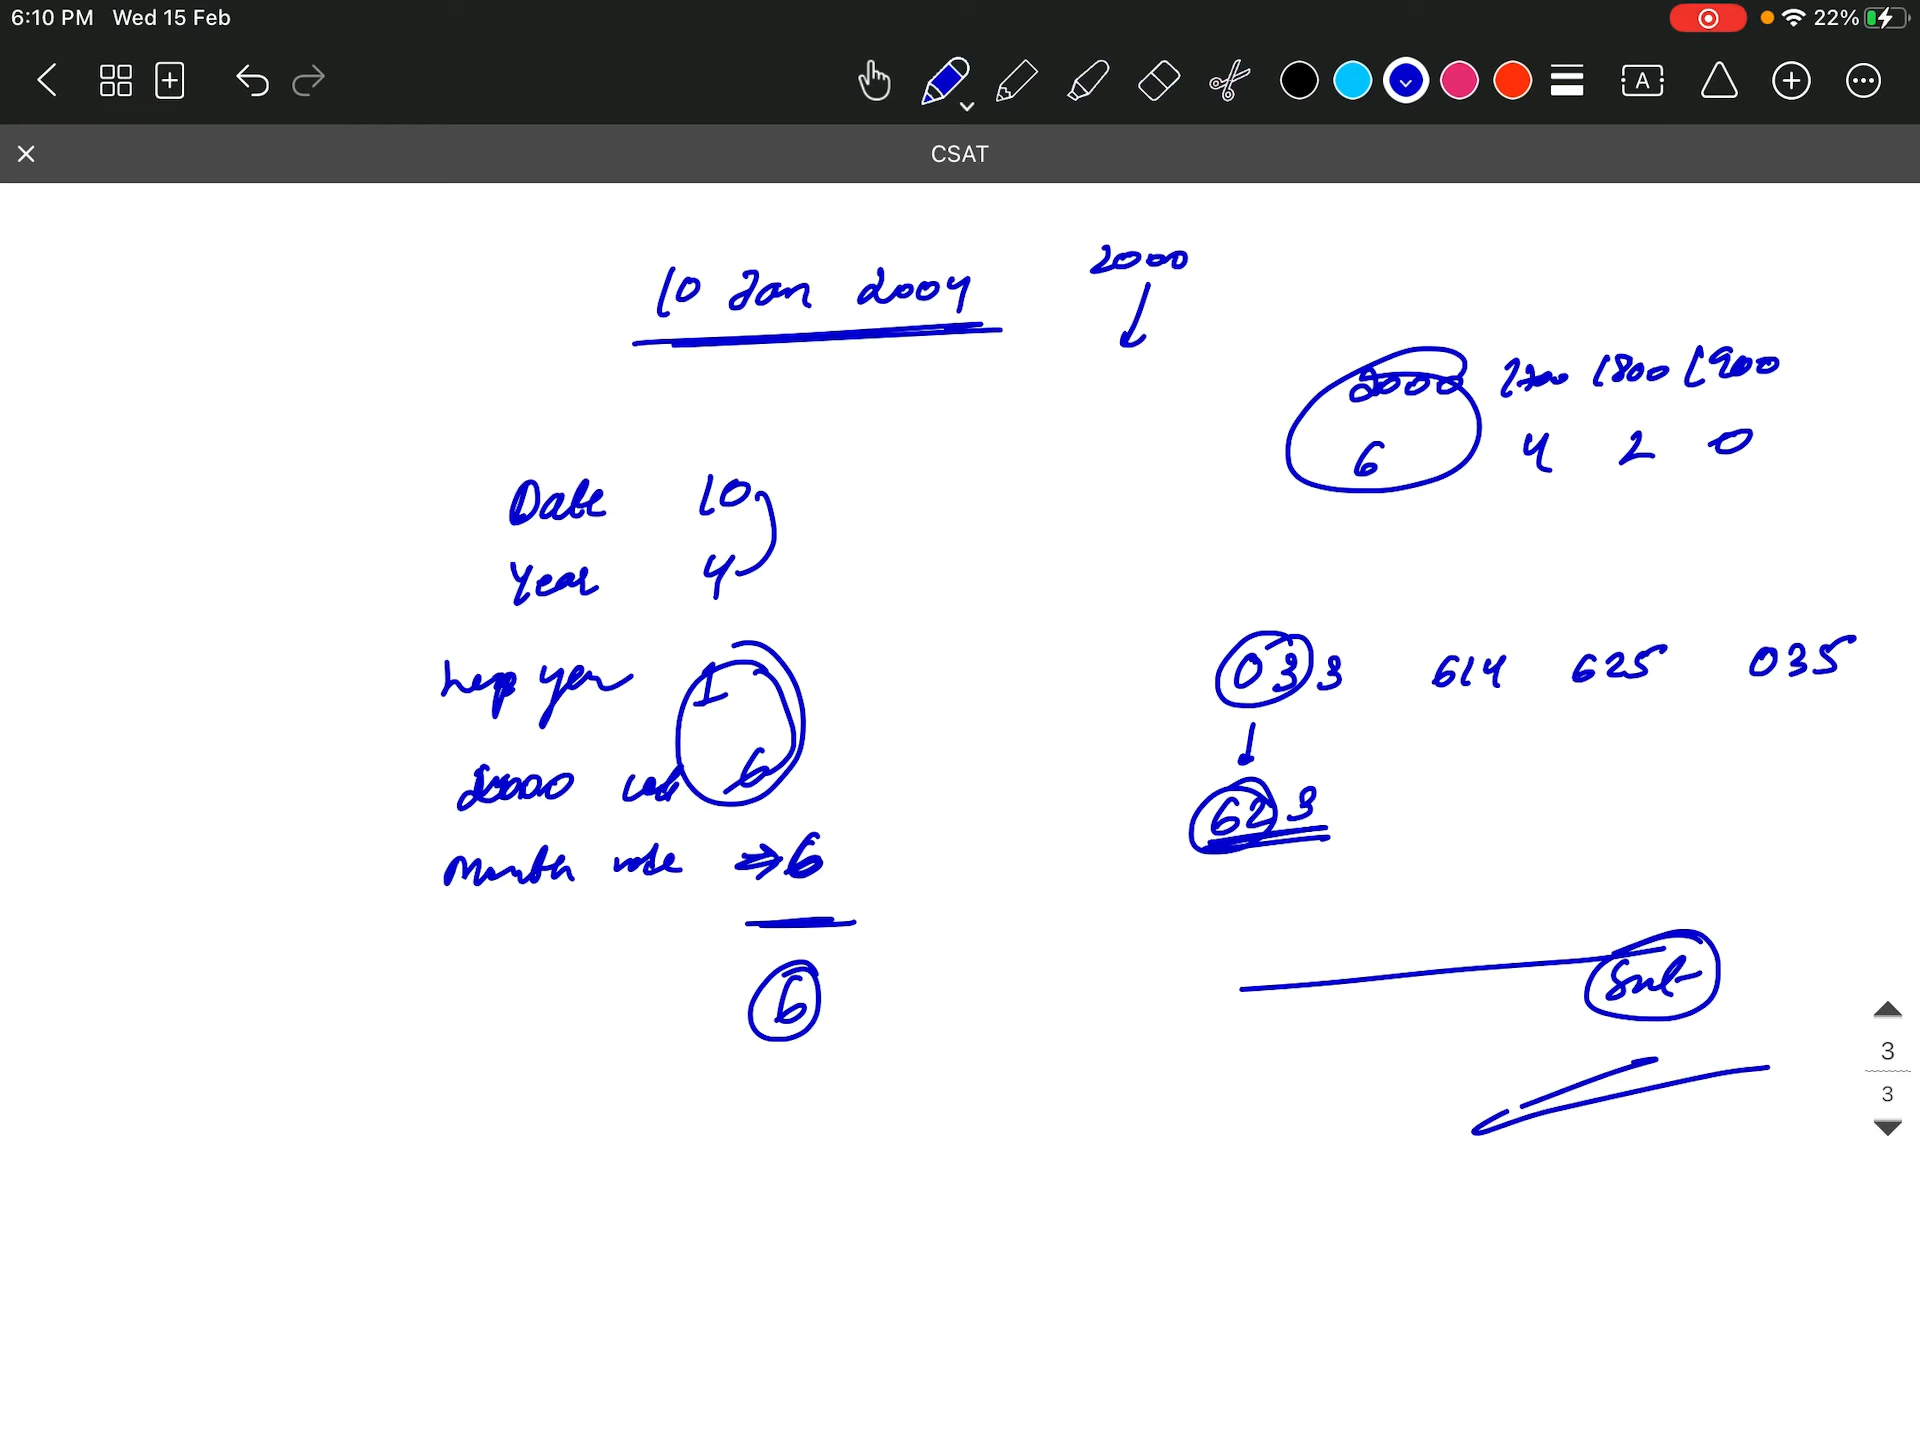 6:10 PM Wed 15 Feb
22%
A
CSAT
10 Jan 2004
2000
2000 1700 1800 1900
6 4 2 0
Date 10
Year 4
Leap year 1
2000 code 6
Month code ⇒ 6
6
033 614 625 035
623
Sat
3
3